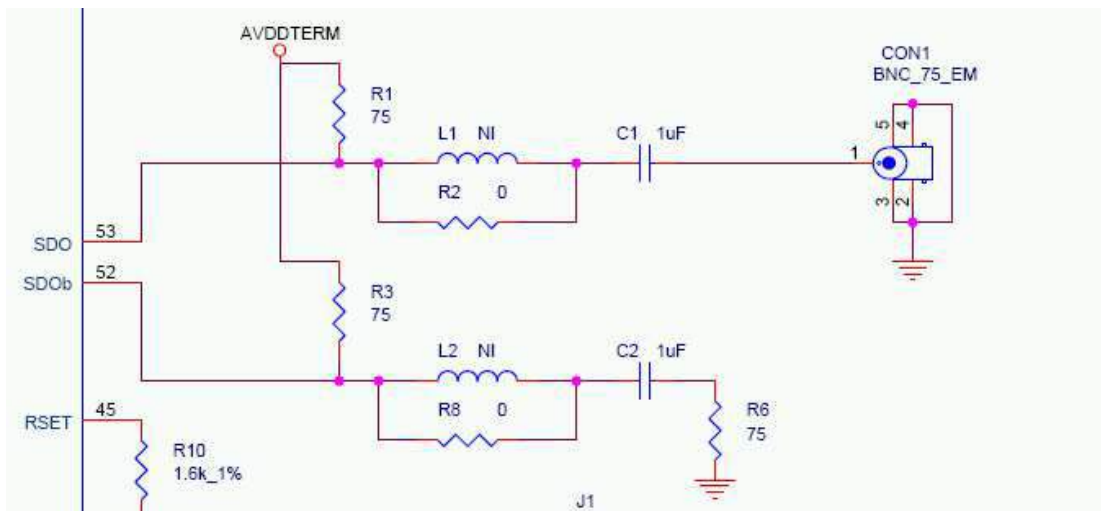 AVDDTERM
CON1
BNC_75_EM
R1
75
L1 NI
C1 1uF
5
4
1
R2 0
3
2
53
SDO
52
SDOb
R3
75
L2 NI
C2 1uF
R8 0
R6
75
45
RSET
R10
1.6k_1%
J1